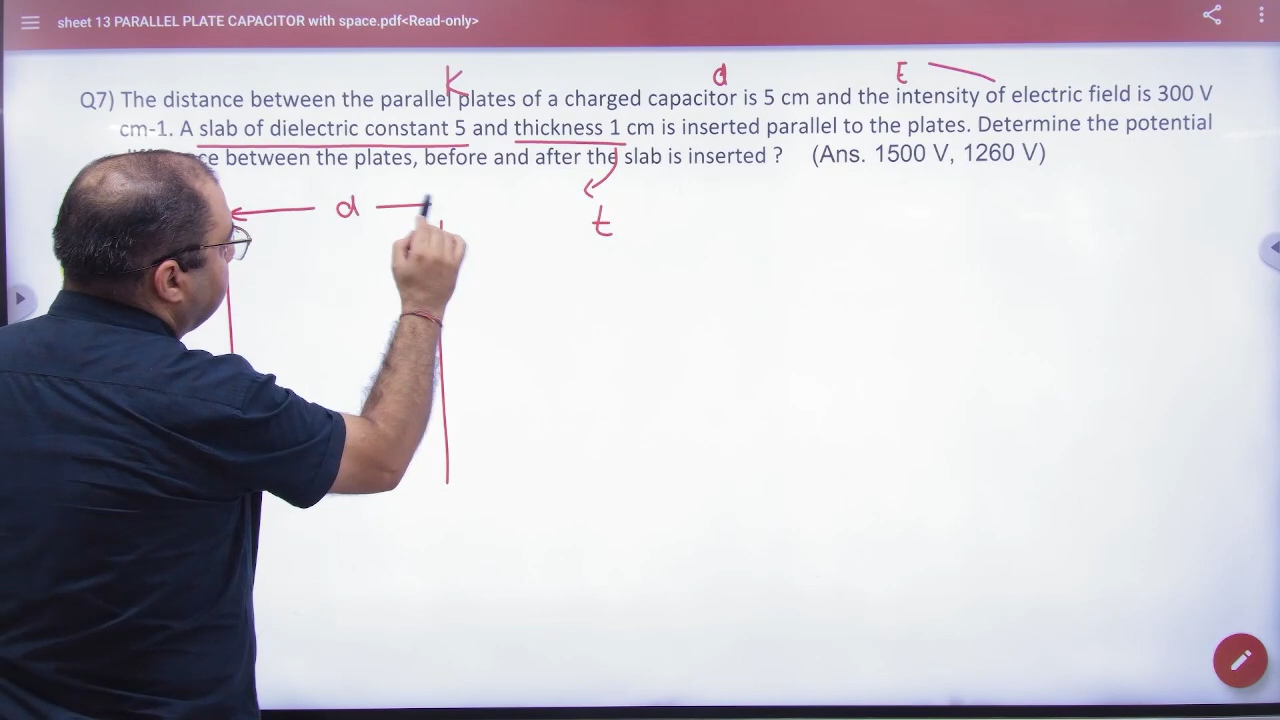 sheet 13 PARALLEL PLATE CAPACITOR with space.pdf<Read-only>
K d E
Q7) The distance between the parallel plates of a charged capacitor is 5 cm and the intensity of electric field is 300 V
cm-1. A slab of dielectric constant 5 and thickness 1 cm is inserted parallel to the plates. Determine the potential
between the plates, before and after the slab is inserted ? (Ans. 1500 V, 1260 V)
d
t